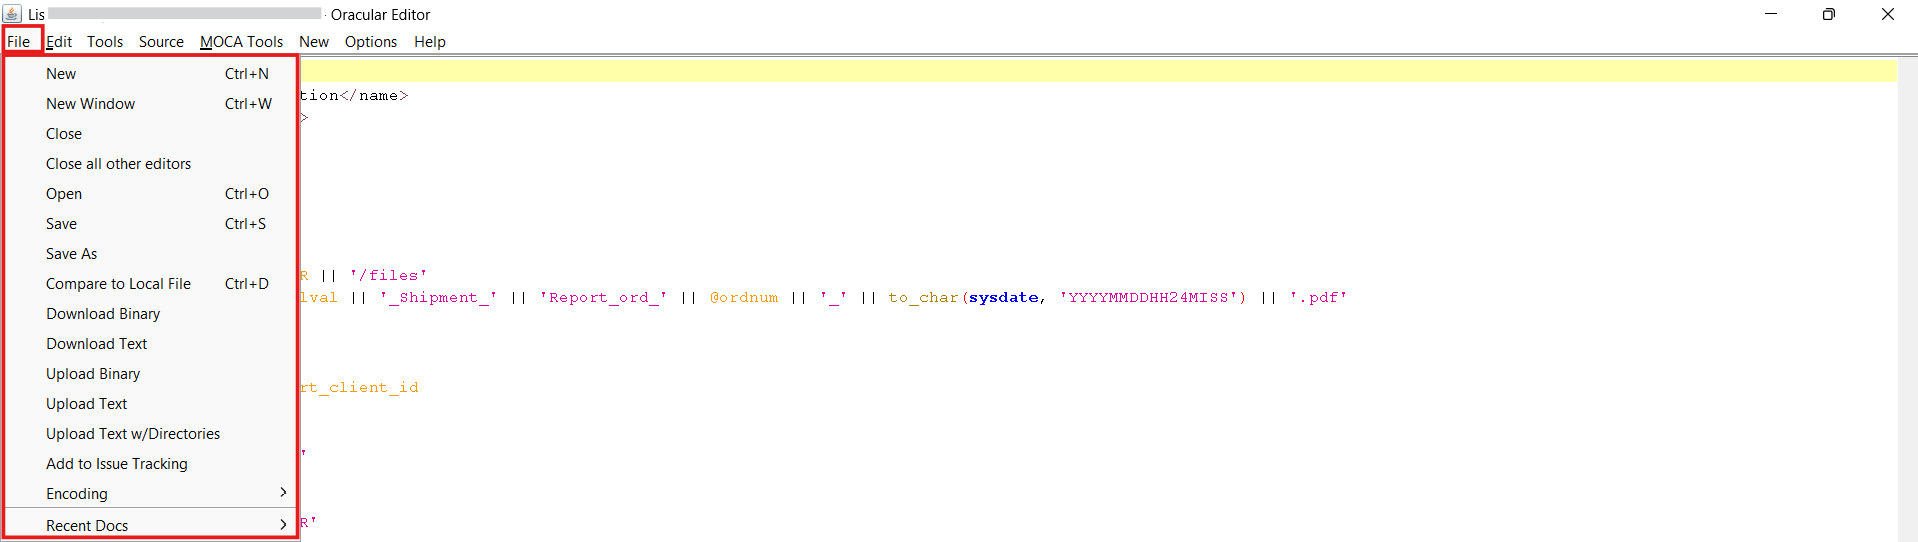 Lis - Oracular Editor
File Edit Tools Source MOCA Tools New Options Help
New Ctrl+N
New Window Ctrl+W
tion</name>
>
Close
Close all other editors
Open Ctrl+O
Save Ctrl+S
Save As
Compare to Local File Ctrl+D
R || '/files'
lval || '_Shipment_' || 'Report_ord_' || @ordnum || '_' || to_char(sysdate, 'YYYYMMDDHH24MISS') || '.pdf'
Download Binary
Download Text
Upload Binary
rt_client_id
Upload Text
Upload Text w/Directories
'
Add to Issue Tracking
Encoding >
Recent Docs >
R'